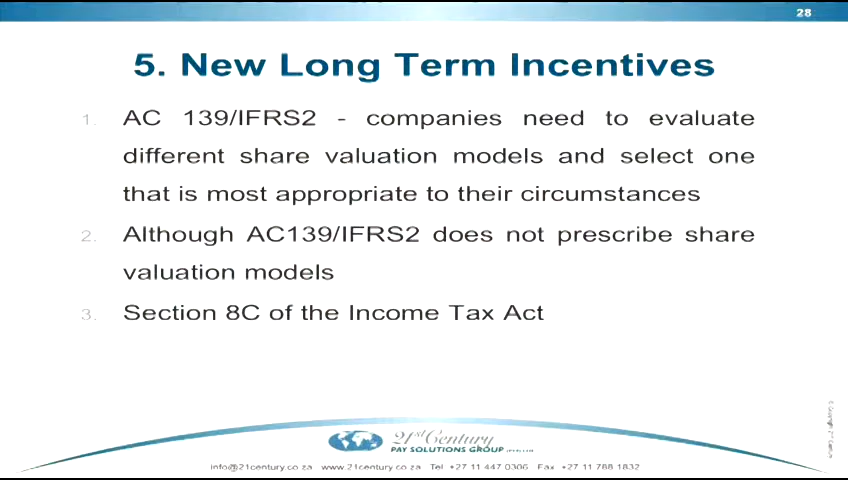 28
5. New Long Term Incentives
1. AC 139/IFRS2 - companies need to evaluate
different share valuation models and select one
that is most appropriate to their circumstances
2. Although AC139/IFRS2 does not prescribe share
valuation models
3. Section 8C of the Income Tax Act
21st Century
PAY SOLUTIONS GROUP
info@21century.co.za www.21century.co.za Tel +27 11 447 0306 Fax +27 11 788 1832